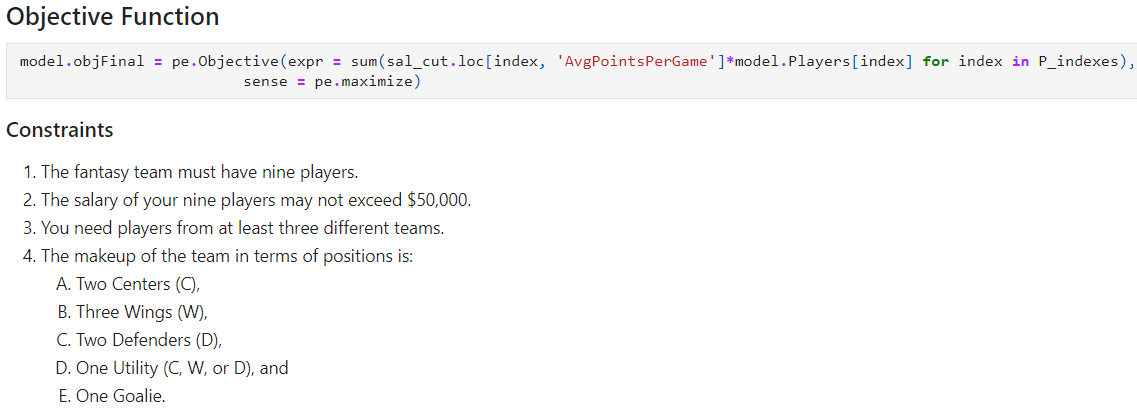 Objective Function
model.objFinal = pe.Objective(expr = sum(sal_cut.loc[index, 'AvgPointsPerGame']*model.Players[index] for index in P_indexes),
sense = pe.maximize)
Constraints
1. The fantasy team must have nine players.
2. The salary of your nine players may not exceed $50,000.
3. You need players from at least three different teams.
4. The makeup of the team in terms of positions is:
A. Two Centers (C),
B. Three Wings (W),
C. Two Defenders (D),
D. One Utility (C, W, or D), and
E. One Goalie.